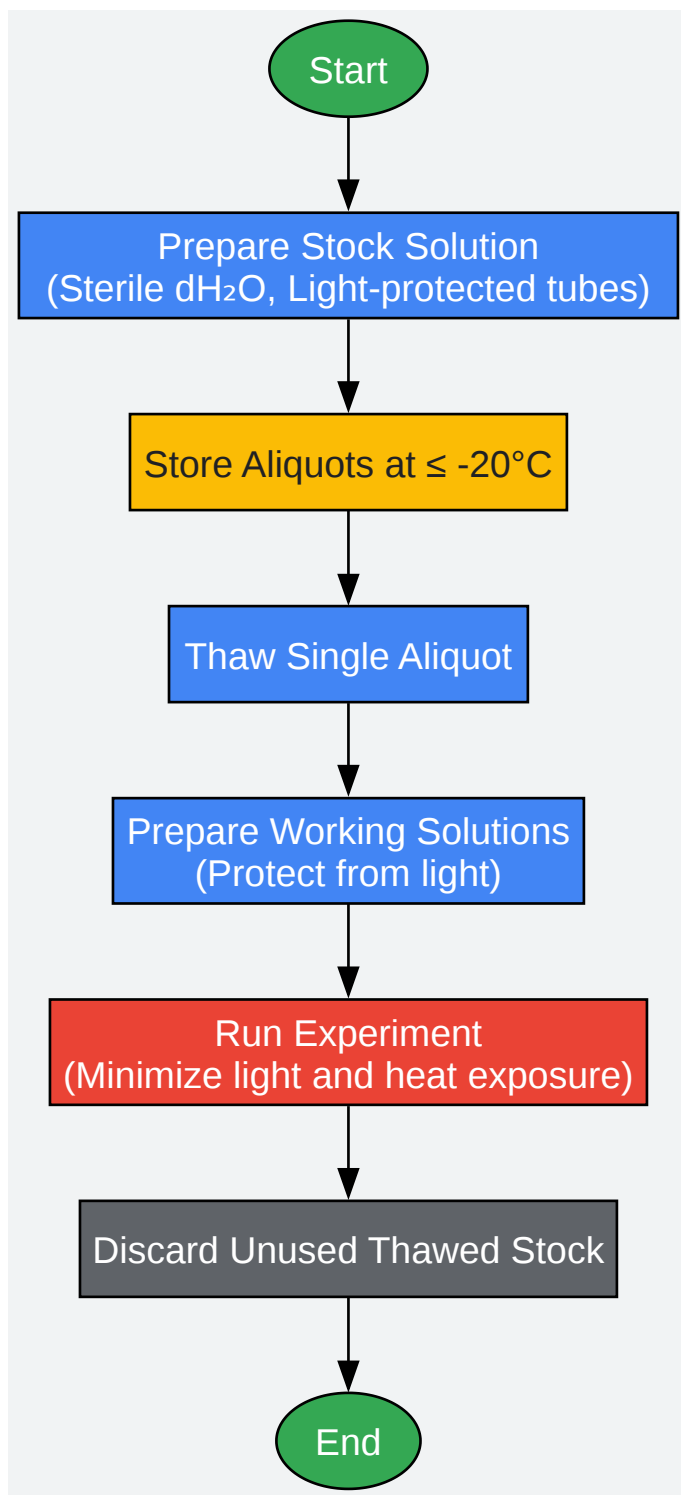 Start
Prepare Stock Solution
(Sterile dH₂O, Light-protected tubes)
Store Aliquots at ≤ -20°C
Thaw Single Aliquot
Prepare Working Solutions
(Protect from light)
Run Experiment
(Minimize light and heat exposure)
Discard Unused Thawed Stock
End